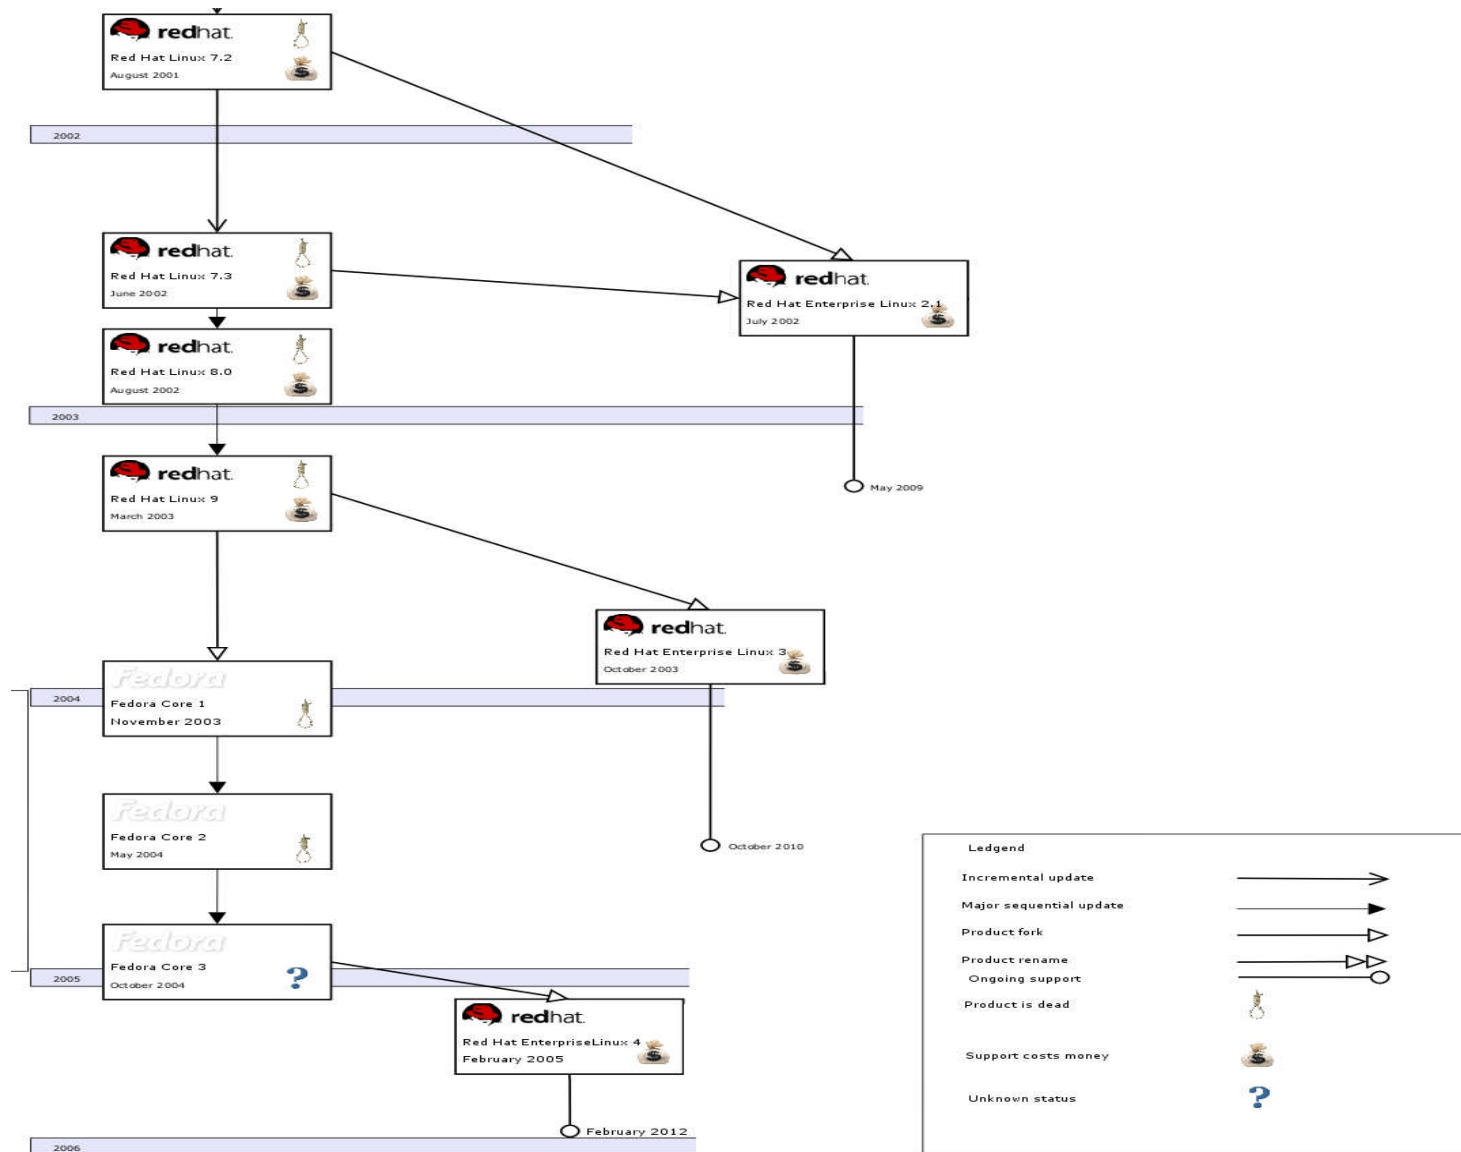 redhat.
Red Hat Linux 7.2
August 2001
2002
redhat.
Red Hat Linux 7.3
June 2002
redhat.
Red Hat Enterprise Linux 2.1
July 2002
redhat.
Red Hat Linux 8.0
August 2002
2003
redhat.
Red Hat Linux 9
March 2003
May 2009
redhat.
Red Hat Enterprise Linux 3
October 2003
Fedora
2004
Fedora Core 1
November 2003
Fedora
Fedora Core 2
May 2004
October 2010
Fedora
Fedora Core 3
2005
October 2004
?
redhat.
Red Hat EnterpriseLinux 4
February 2005
February 2012
2006
Ledgend
Incremental update
Major sequential update
Product fork
Product rename
Ongoing support
Product is dead
Support costs money
$
Unknown status
?